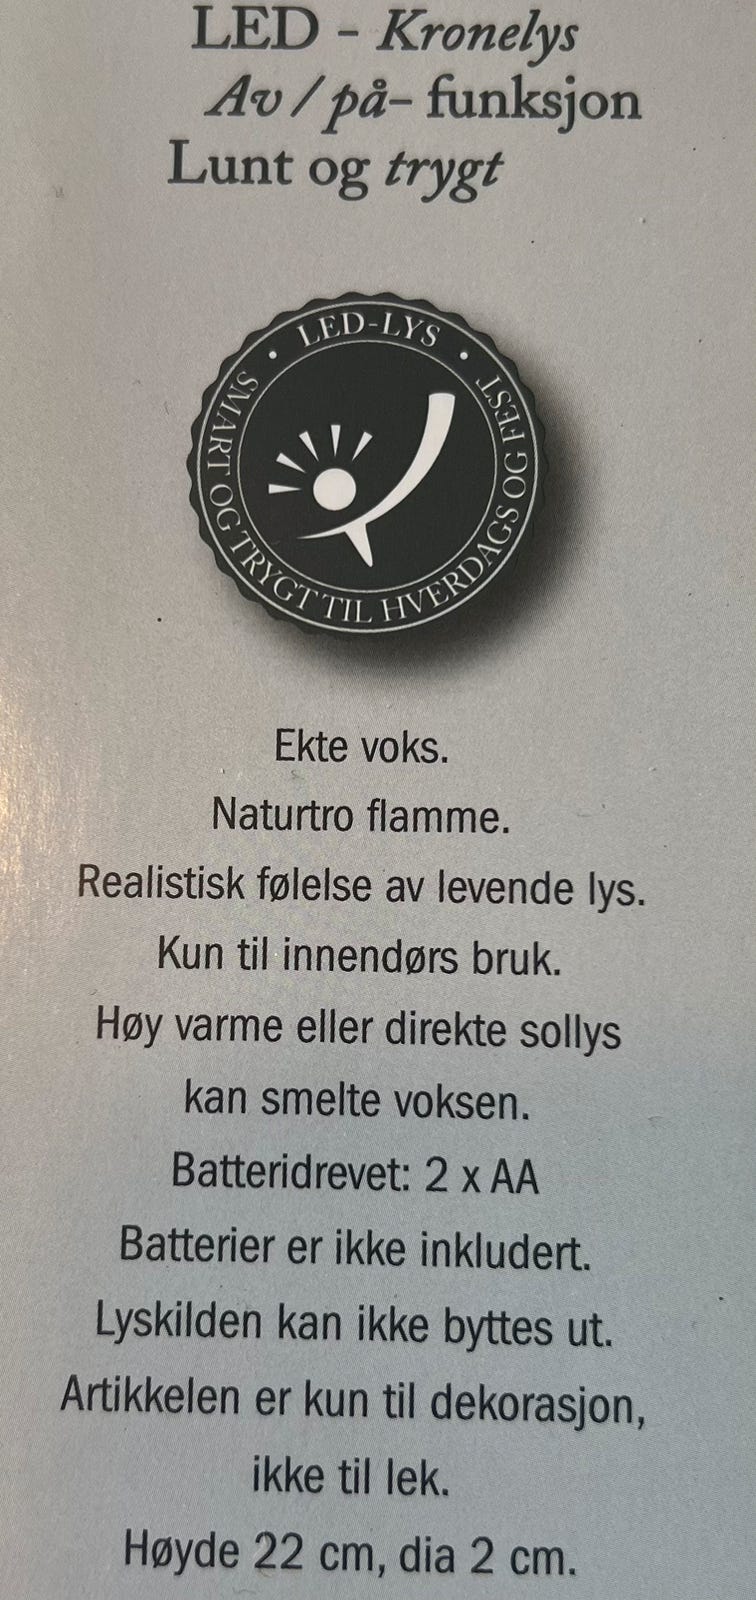 LED - Kronelys
Av / på- funksjon
Lunt og trygt
• LED-LYS •
SMART OG TRYGT TIL HVERDAGS OG FEST
Ekte voks.
Naturtro flamme.
Realistisk følelse av levende lys.
Kun til innendørs bruk.
Høy varme eller direkte sollys
kan smelte voksen.
Batteridrevet: 2 x AA
Batterier er ikke inkludert.
Lyskilden kan ikke byttes ut.
Artikkelen er kun til dekorasjon,
ikke til lek.
Høyde 22 cm, dia 2 cm.